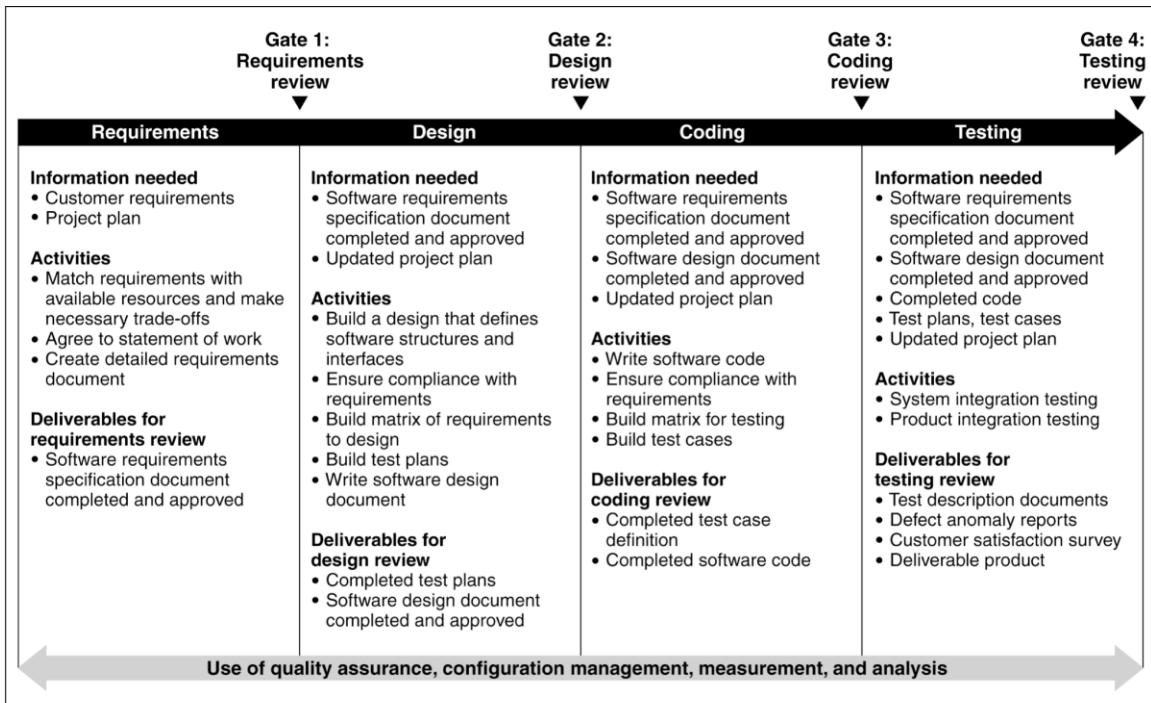 Gate 1:
Requirements
review
Gate 2:
Design
review
Gate 3:
Coding
review
Gate 4:
Testing
review
Requirements
Design
Coding
Testing
Information needed
• Customer requirements
• Project plan
Activities
• Match requirements with
available resources and make
necessary trade-offs
• Agree to statement of work
• Create detailed requirements
document
Deliverables for
requirements review
• Software requirements
specification document
completed and approved
Information needed
• Software requirements
specification document
completed and approved
• Updated project plan
Activities
• Build a design that defines
software structures and
interfaces
• Ensure compliance with
requirements
• Build matrix of requirements
to design
• Build test plans
• Write software design
document
Deliverables for
design review
• Completed test plans
• Software design document
completed and approved
Information needed
• Software requirements
specification document
completed and approved
• Software design document
completed and approved
• Updated project plan
Activities
• Write software code
• Ensure compliance with
requirements
• Build matrix for testing
• Build test cases
Deliverables for
coding review
• Completed test case
definition
• Completed software code
Information needed
• Software requirements
specification document
completed and approved
• Software design document
completed and approved
• Completed code
• Test plans, test cases
• Updated project plan
Activities
• System integration testing
• Product integration testing
Deliverables for
testing review
• Test description documents
• Defect anomaly reports
• Customer satisfaction survey
• Deliverable product
Use of quality assurance, configuration management, measurement, and analysis